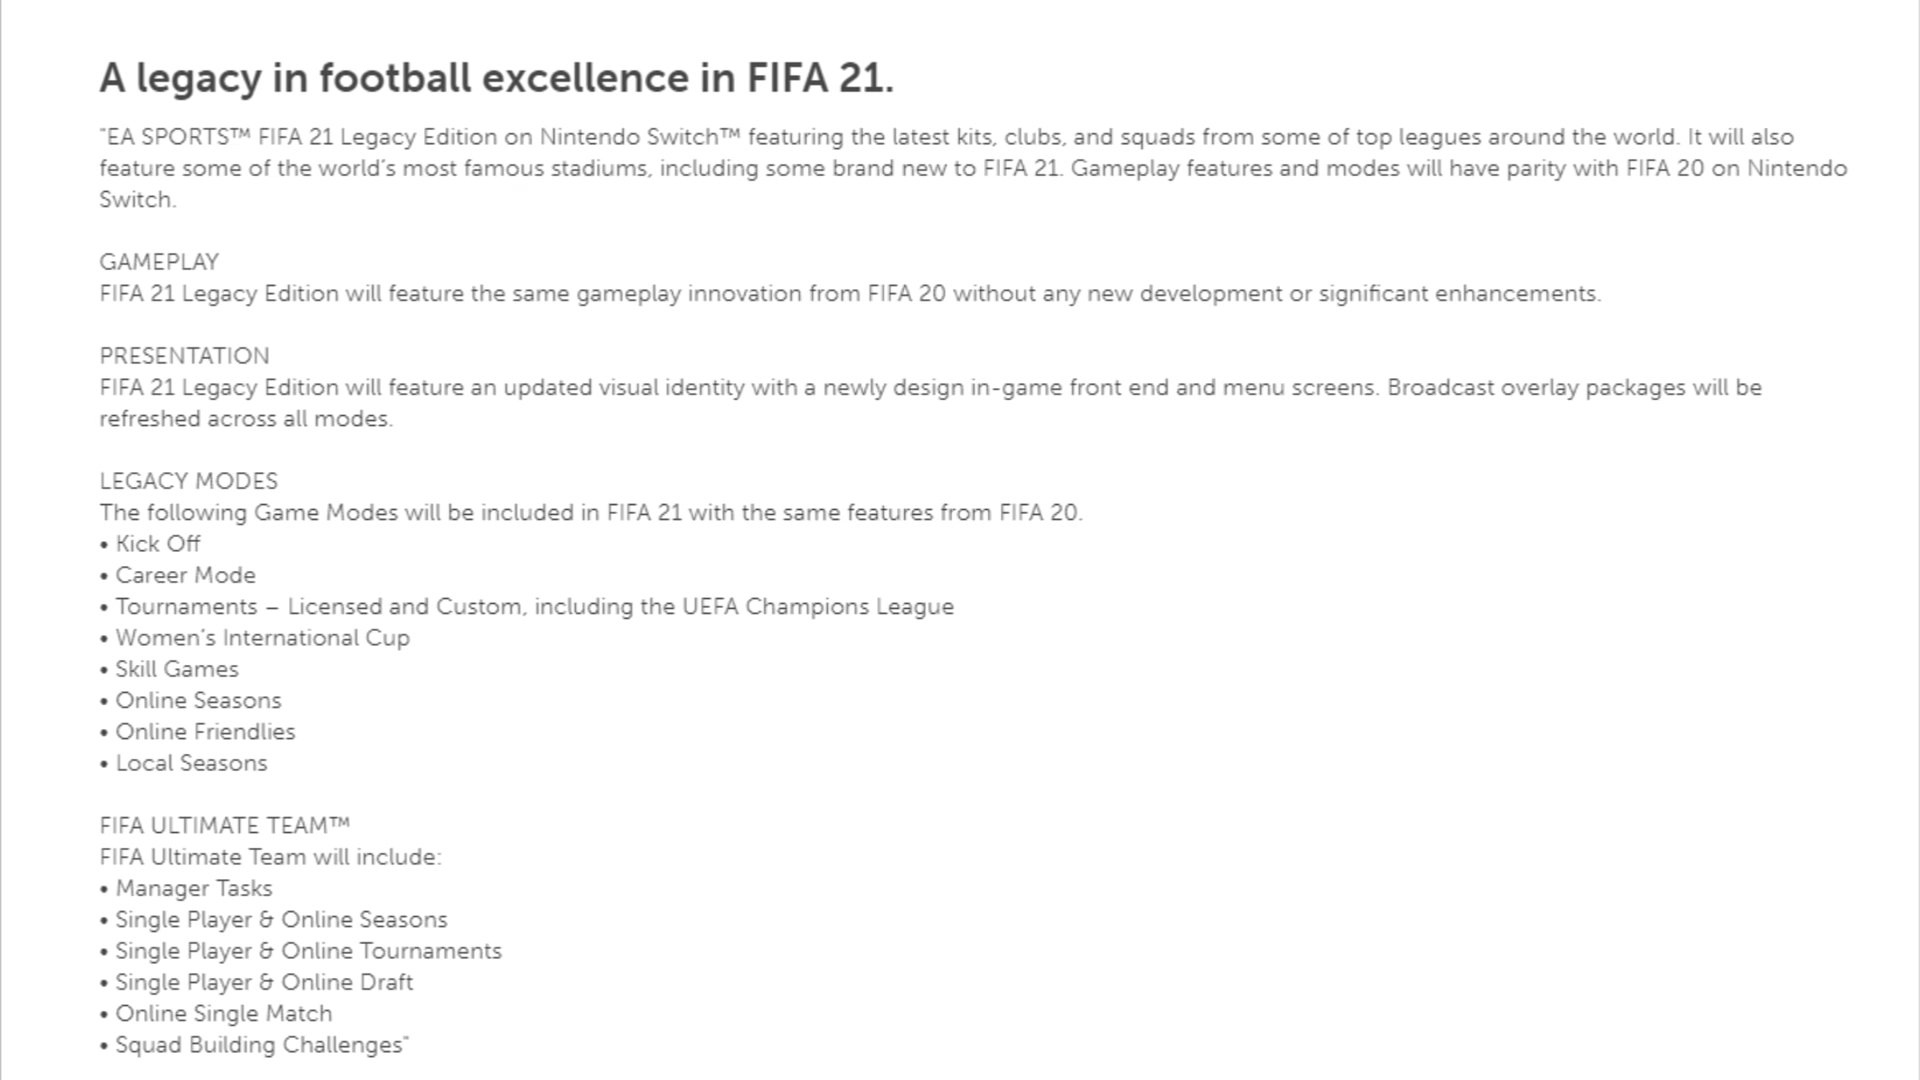 A legacy in football excellence in FIFA 21.
"EA SPORTS™ FIFA 21 Legacy Edition on Nintendo Switch™ featuring the latest kits, clubs, and squads from some of top leagues around the world. It will also
feature some of the world's most famous stadiums, including some brand new to FIFA 21. Gameplay features and modes will have parity with FIFA 20 on Nintendo
Switch.
GAMEPLAY
FIFA 21 Legacy Edition will feature the same gameplay innovation from FIFA 20 without any new development or significant enhancements.
PRESENTATION
FIFA 21 Legacy Edition will feature an updated visual identity with a newly design in-game front end and menu screens. Broadcast overlay packages will be
refreshed across all modes.
LEGACY MODES
The following Game Modes will be included in FIFA 21 with the same features from FIFA 20.
• Kick Off
• Career Mode
• Tournaments – Licensed and Custom, including the UEFA Champions League
• Women's International Cup
• Skill Games
• Online Seasons
• Online Friendlies
• Local Seasons
FIFA ULTIMATE TEAM™
FIFA Ultimate Team will include:
• Manager Tasks
• Single Player & Online Seasons
• Single Player & Online Tournaments
• Single Player & Online Draft
• Online Single Match
• Squad Building Challenges"